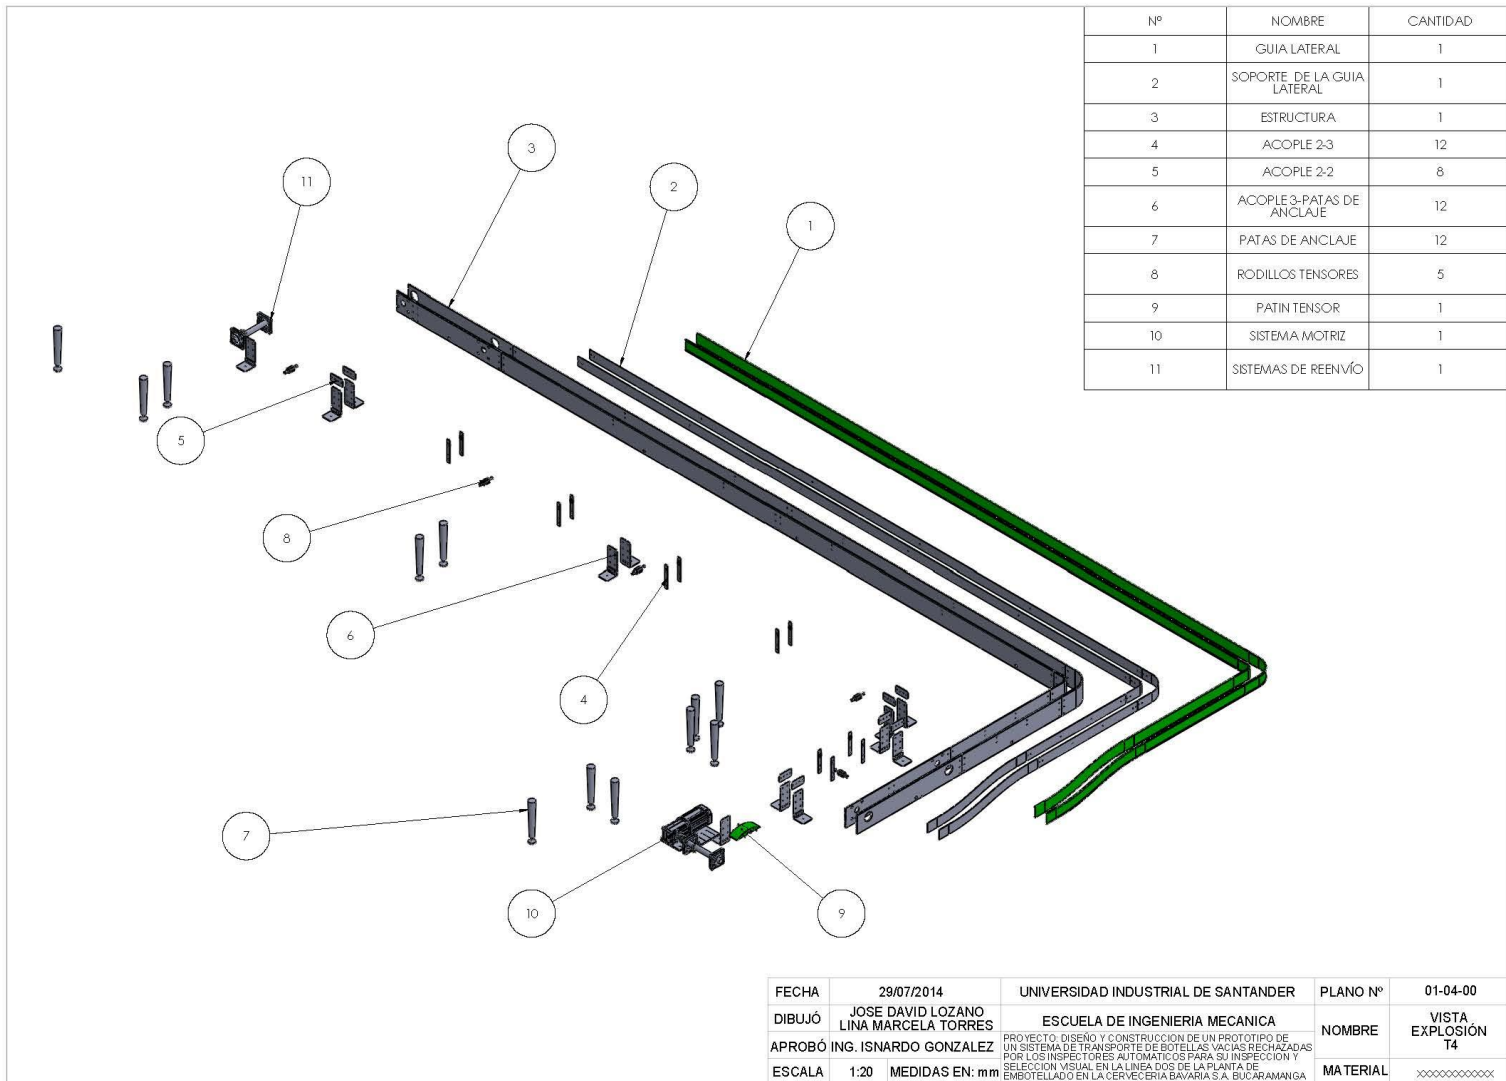 Nº NOMBRE CANTIDAD
1 GUIA LATERAL 1
2 SOPORTE DE LA GUIA
LATERAL 1
3 ESTRUCTURA 1
4 ACOPLE 2-3 12
5 ACOPLE 2-2 8
6 ACOPLE 3-PATAS DE
ANCLAJE 12
7 PATAS DE ANCLAJE 12
8 RODILLOS TENSORES 5
9 PATIN TENSOR 1
10 SISTEMA MOTRIZ 1
11 SISTEMAS DE REENVÍO 1
3
11
2
1
5
8
6
4
7
10
9
FECHA 29/07/2014 UNIVERSIDAD INDUSTRIAL DE SANTANDER PLANO Nº 01-04-00
DIBUJÓ JOSE DAVID LOZANO
LINA MARCELA TORRES
ESCUELA DE INGENIERIA MECANICA
NOMBRE VISTA
EXPLOSIÓN
T4
APROBÓ ING. ISNARDO GONZALEZ
PROYECTO: DISEÑO Y CONSTRUCCION DE UN PROTOTIPO DE
UN SISTEMA DE TRANSPORTE DE BOTELLAS VACIAS RECHAZADAS
POR LOS INSPECTORES AUTOMATICOS PARA SU INSPECCION Y
SELECCION VISUAL EN LA LINEA DOS DE LA PLANTA DE
EMBOTELLADO EN LA CERVECERIA BAVARIA S.A. BUCARAMANGA
ESCALA 1:20 MEDIDAS EN: mm
MATERIAL XXXXXXXXXXXX